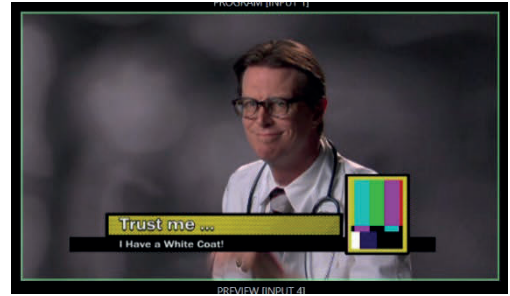 PROGRAM [INPUT 1]
Trust me ...
I Have a White Coat!
PREVIEW [INPUT 4]